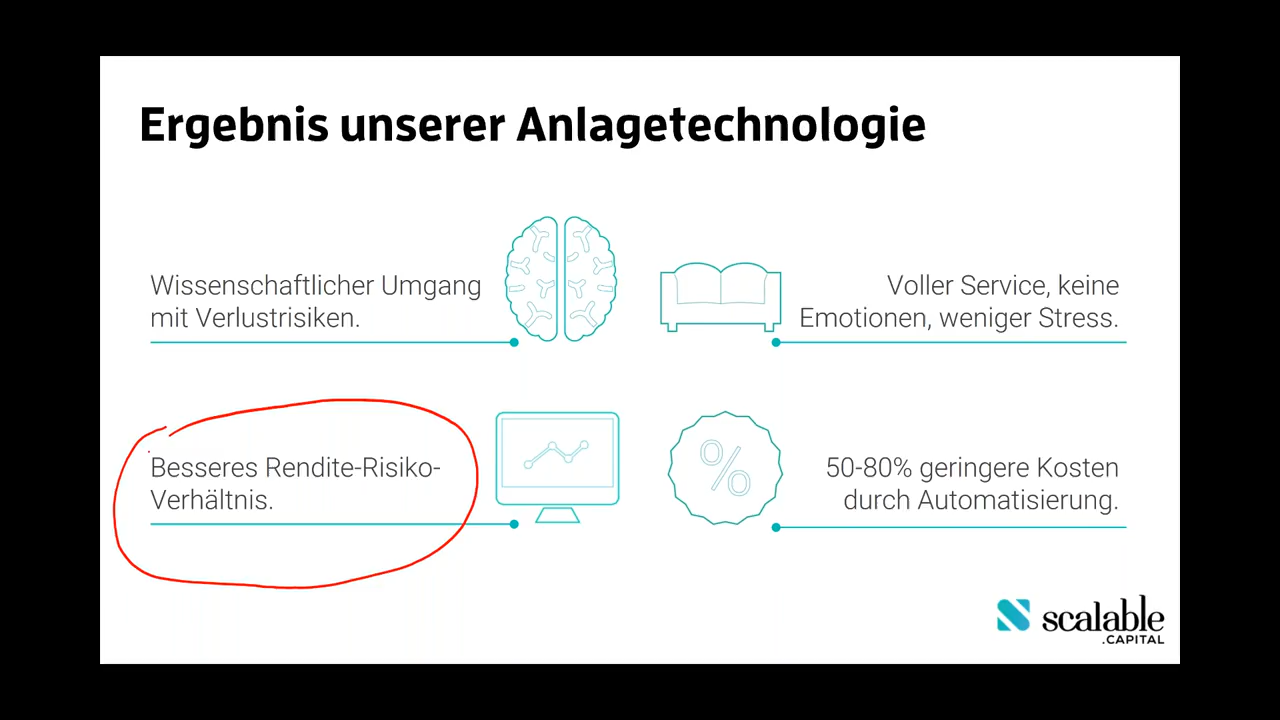 Ergebnis unserer Anlagetechnologie
Wissenschaftlicher Umgang
mit Verlustrisiken.
Voller Service, keine
Emotionen, weniger Stress.
Besseres Rendite-Risiko-
Verhältnis.
%
50-80% geringere Kosten
durch Automatisierung.
scalable
.CAPITAL